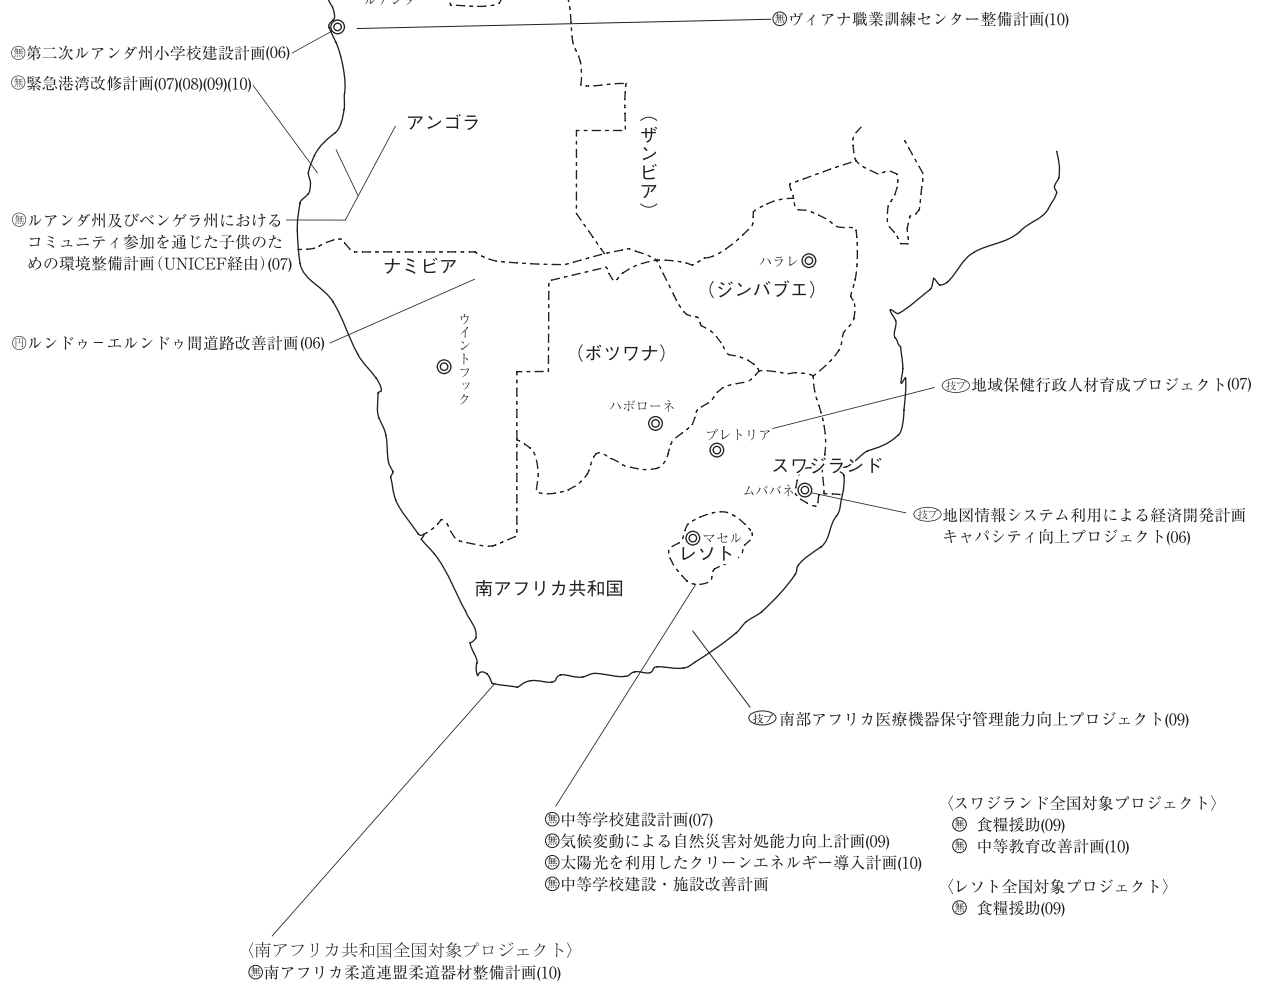 ㊄ヴィアナ職業訓練センター整備計画(10)
無第二次ルアンダ州小学校建設計画(06)
無緊急港湾改修計画(07)(08)(09)(10)
アンゴラ
（ザンビア）
無ルアンダ州及びベンゲラ州における
コミュニティ参加を通じた子供のた
めの環境整備計画（UNICEF経由）(07)
ナミビア
ハラレ
（ジンバブエ）
円ルンドゥ－エルンドゥ間道路改善計画(06)
ウイントフック
（ボツワナ）
ハボローネ
技プ地域保健行政人材育成プロジェクト(07)
プレトリア
スワジランド
ムババネ
技プ地図情報システム利用による経済開発計画
キャパシティ向上プロジェクト(06)
マセル
レソト
南アフリカ共和国
技プ南部アフリカ医療機器保守管理能力向上プロジェクト(09)
無中等学校建設計画(07)
無気候変動による自然災害対処能力向上計画(09)
無太陽光を利用したクリーンエネルギー導入計画(10)
無中等学校建設・施設改善計画
〈スワジランド全国対象プロジェクト〉
無 食糧援助(09)
無 中等教育改善計画(10)
〈レソト全国対象プロジェクト〉
無 食糧援助(09)
〈南アフリカ共和国全国対象プロジェクト〉
無南アフリカ柔道連盟柔道器材整備計画(10)